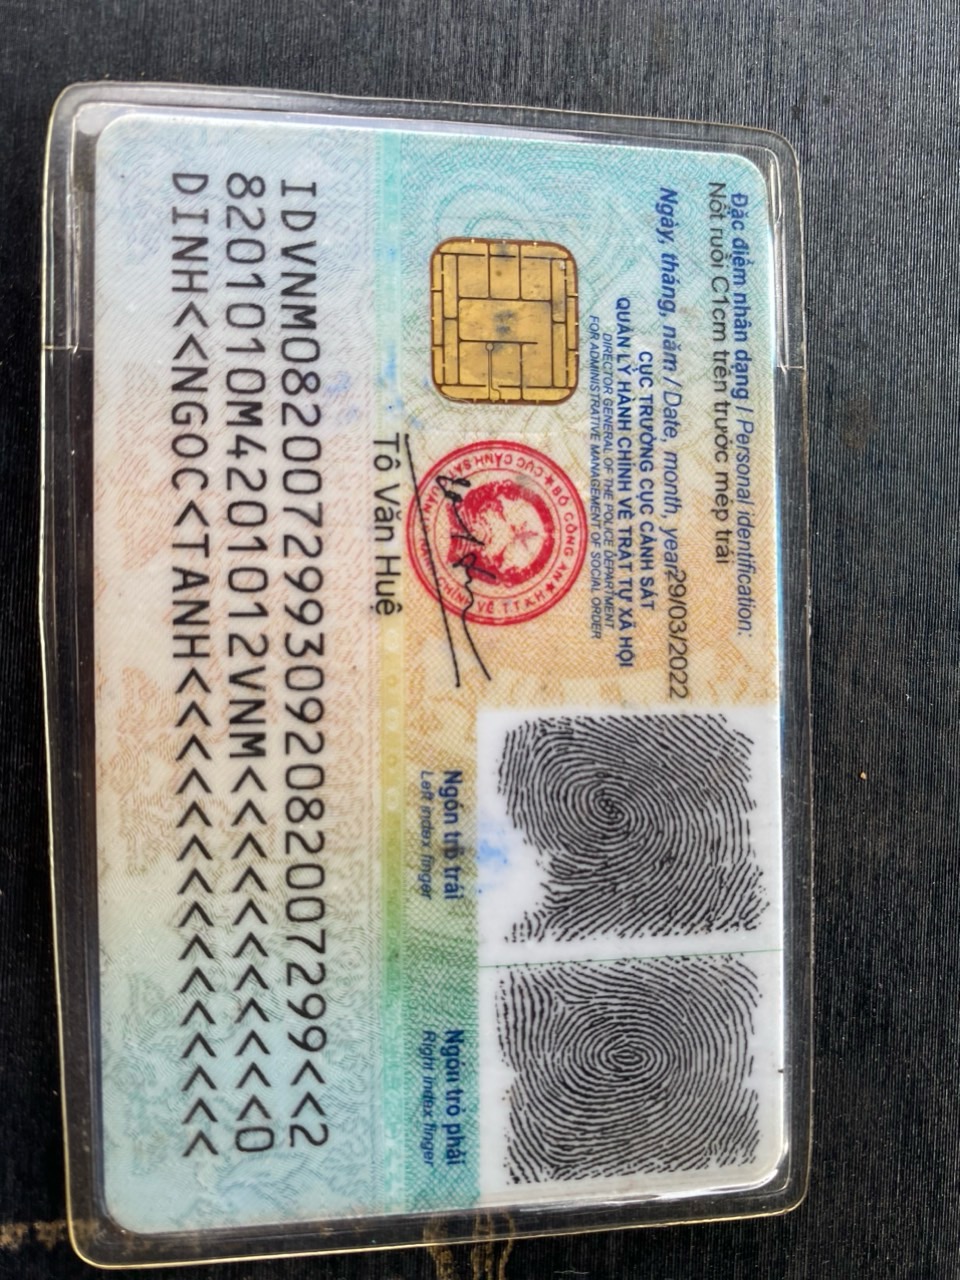 Đặc điểm nhân dạng / Personal identification:
Nốt ruồi C1cm trên trước mép trái
Ngày, tháng, năm / Date, month, year 29/03/2022
CỤC TRƯỞNG CỤC CẢNH SÁT
QUẢN LÝ HÀNH CHÍNH VỀ TRẬT TỰ XÃ HỘI
DIRECTOR GENERAL OF THE POLICE DEPARTMENT
FOR ADMINISTRATIVE MANAGEMENT OF SOCIAL ORDER
BỘ CÔNG AN
CỤC CẢNH SÁT QUẢN LÝ HÀNH CHÍNH VỀ T.T.X.H
Tô Văn Huệ
Ngón trỏ trái
Left index finger
Ngón trỏ phải
Right index finger
IDVNM0820072993092082007299<<2
8201010M4201012VNM<<<<<<<<<<<0
DINH<<NGOC<TANH<<<<<<<<<<<<<<<